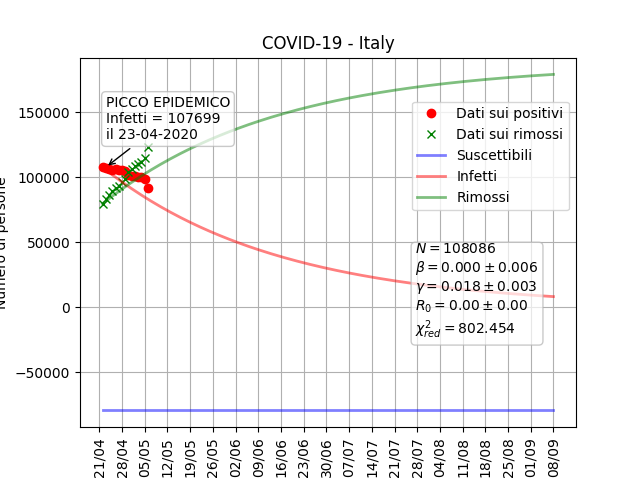 COVID-19 - Italy
PICCO EPIDEMICO
Infetti = 107699
il 23-04-2020
Dati sui positivi
Dati sui rimossi
Suscettibili
Infetti
Rimossi
N = 108086
β = 0.000 ± 0.006
γ = 0.018 ± 0.003
R₀ = 0.00 ± 0.00
χ²red = 802.454
Numero di persone
150000
100000
50000
0
−50000
21/04
28/04
05/05
12/05
19/05
26/05
02/06
09/06
16/06
23/06
30/06
07/07
14/07
21/07
28/07
04/08
11/08
18/08
25/08
01/09
08/09